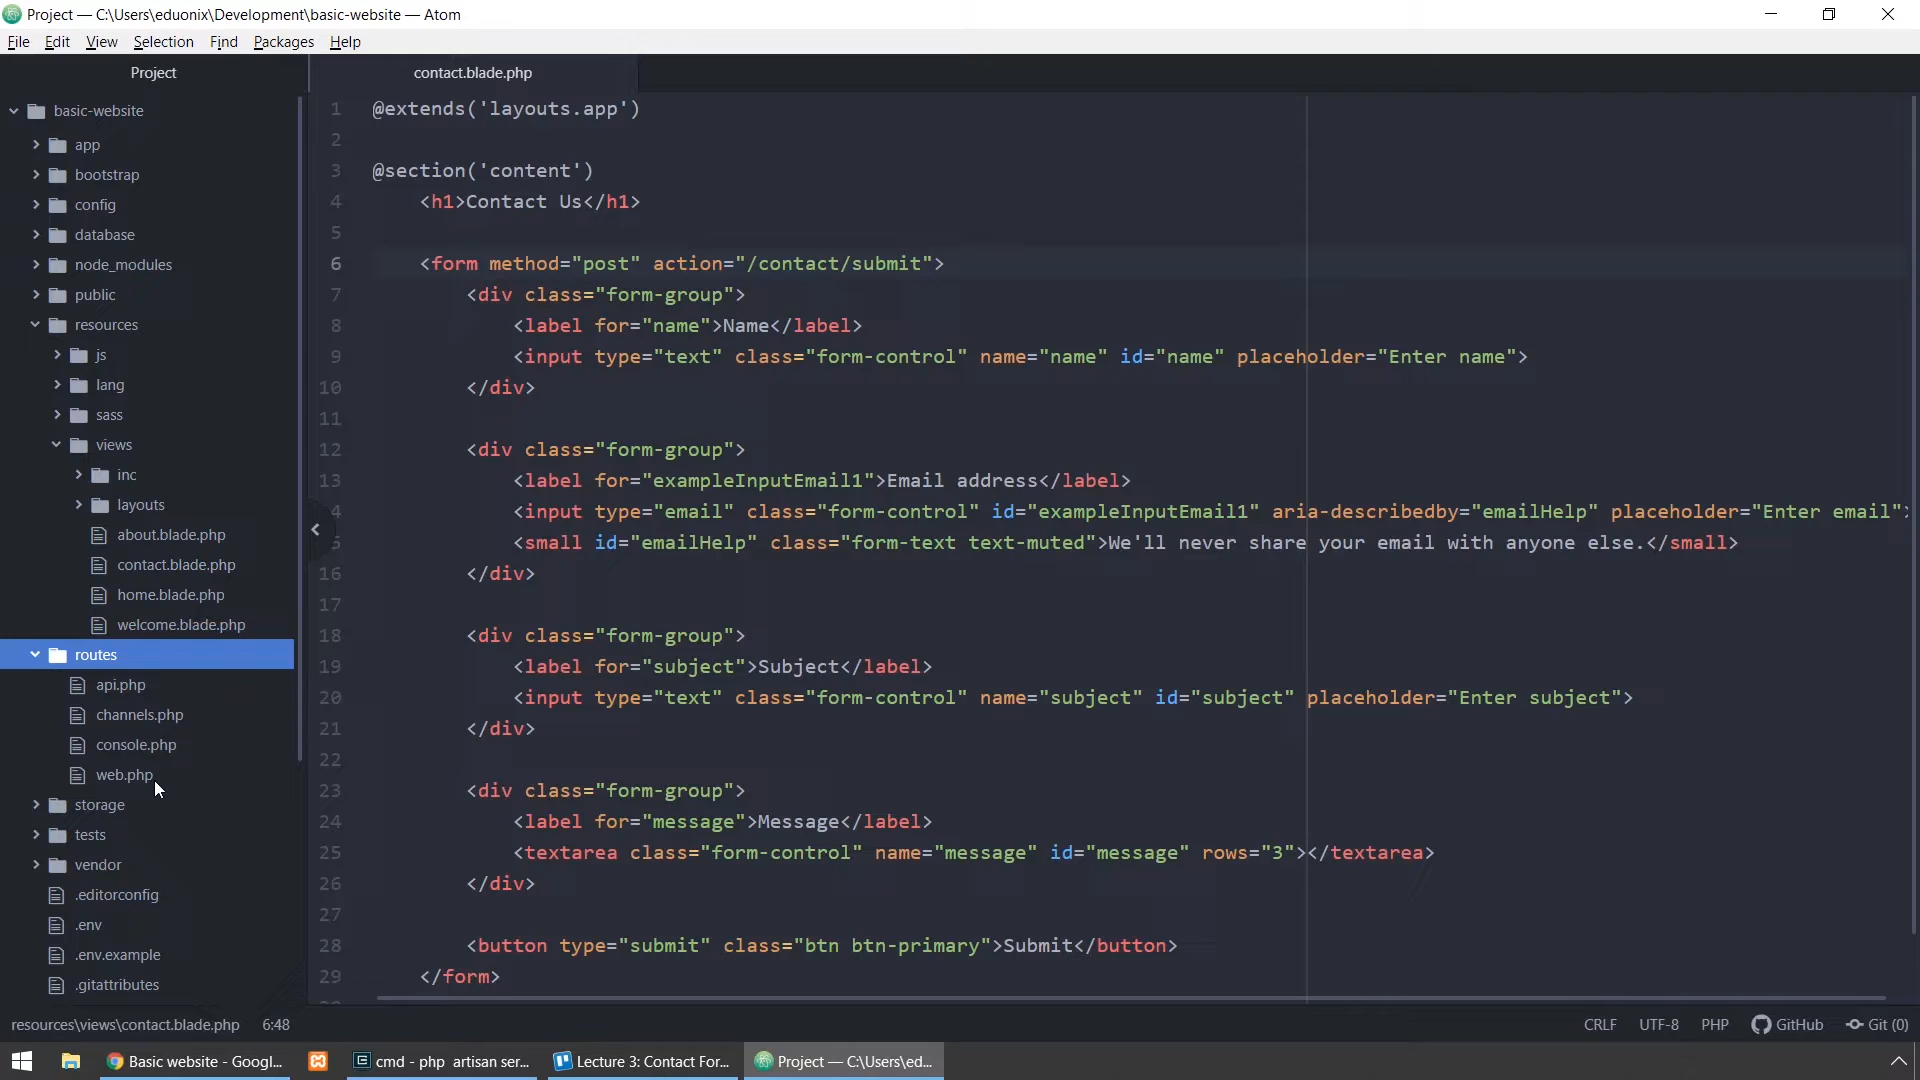 Project — C:\Users\eduonix\Development\basic-website — Atom
File Edit View Selection Find Packages Help
Project
basic-website
app
bootstrap
config
database
node_modules
public
resources
js
lang
sass
views
inc
layouts
about.blade.php
contact.blade.php
home.blade.php
welcome.blade.php
routes
api.php
channels.php
console.php
web.php
storage
tests
vendor
.editorconfig
.env
.env.example
.gitattributes
contact.blade.php
1 @extends('layouts.app')
2
3 @section('content')
4 <h1>Contact Us</h1>
5
6 <form method="post" action="/contact/submit">
7 <div class="form-group">
8 <label for="name">Name</label>
9 <input type="text" class="form-control" name="name" id="name" placeholder="Enter name">
10 </div>
11
12 <div class="form-group">
13 <label for="exampleInputEmail1">Email address</label>
4 <input type="email" class="form-control" id="exampleInputEmail1" aria-describedby="emailHelp" placeholder="Enter email">
5 <small id="emailHelp" class="form-text text-muted">We'll never share your email with anyone else.</small>
16 </div>
17
18 <div class="form-group">
19 <label for="subject">Subject</label>
20 <input type="text" class="form-control" name="subject" id="subject" placeholder="Enter subject">
21 </div>
22
23 <div class="form-group">
24 <label for="message">Message</label>
25 <textarea class="form-control" name="message" id="message" rows="3"></textarea>
26 </div>
27
28 <button type="submit" class="btn btn-primary">Submit</button>
29 </form>
resources\views\contact.blade.php 6:48 CRLF UTF-8 PHP GitHub Git (0)
Basic website - Googl... cmd - php artisan ser... Lecture 3: Contact For... Project — C:\Users\ed...